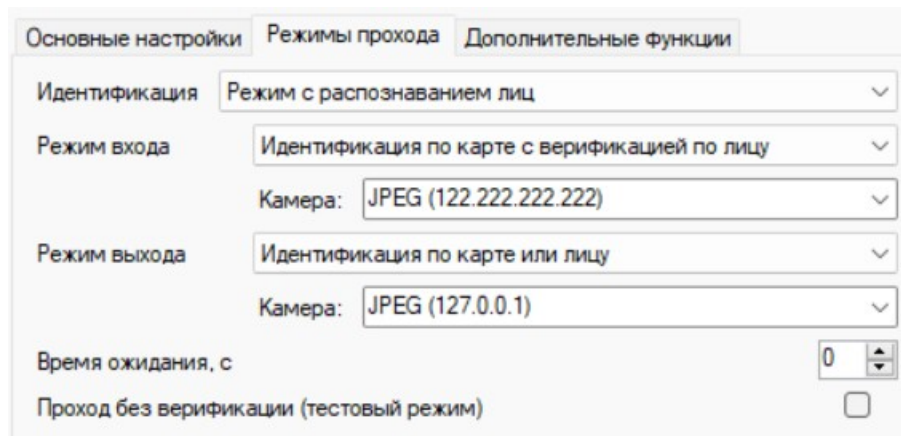 Основные настройки Режимы прохода Дополнительные функции
Идентификация Режим с распознаванием лиц
Режим входа Идентификация по карте с верификацией по лицу
Камера: JPEG (122.222.222.222)
Режим выхода Идентификация по карте или лицу
Камера: JPEG (127.0.0.1)
Время ожидания, с 0
Проход без верификации (тестовый режим)